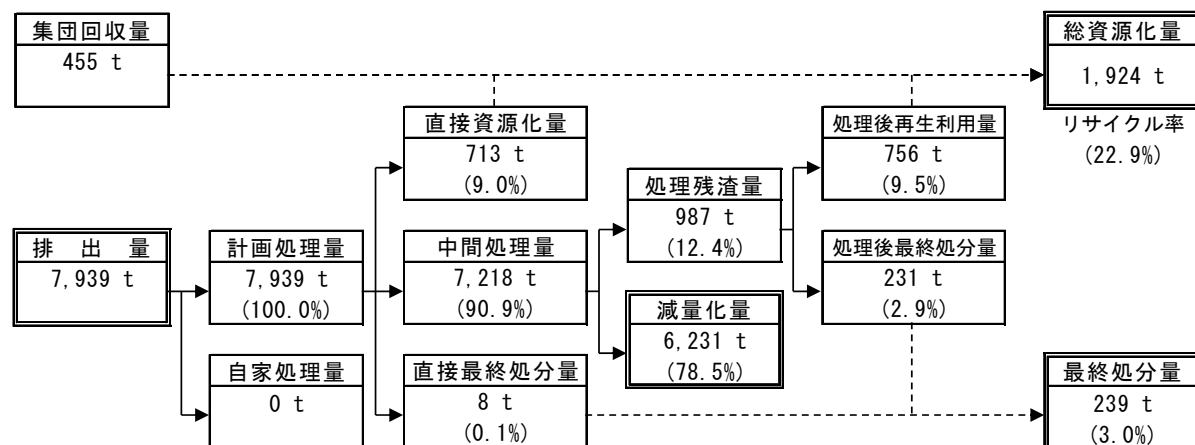 集団回収量
455 t
総資源化量
1,924 t
リサイクル率
(22.9%)
直接資源化量
713 t
(9.0%)
処理後再生利用量
756 t
(9.5%)
処理残渣量
987 t
(12.4%)
排出量
7,939 t
計画処理量
7,939 t
(100.0%)
中間処理量
7,218 t
(90.9%)
処理後最終処分量
231 t
(2.9%)
減量化量
6,231 t
(78.5%)
自家処理量
0 t
直接最終処分量
8 t
(0.1%)
最終処分量
239 t
(3.0%)